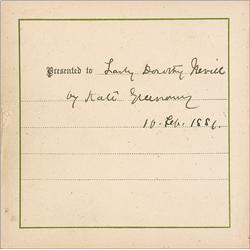 Presented to Lady Dorothy Nevill
by Kate Greenaway
10. Feb. 1886.